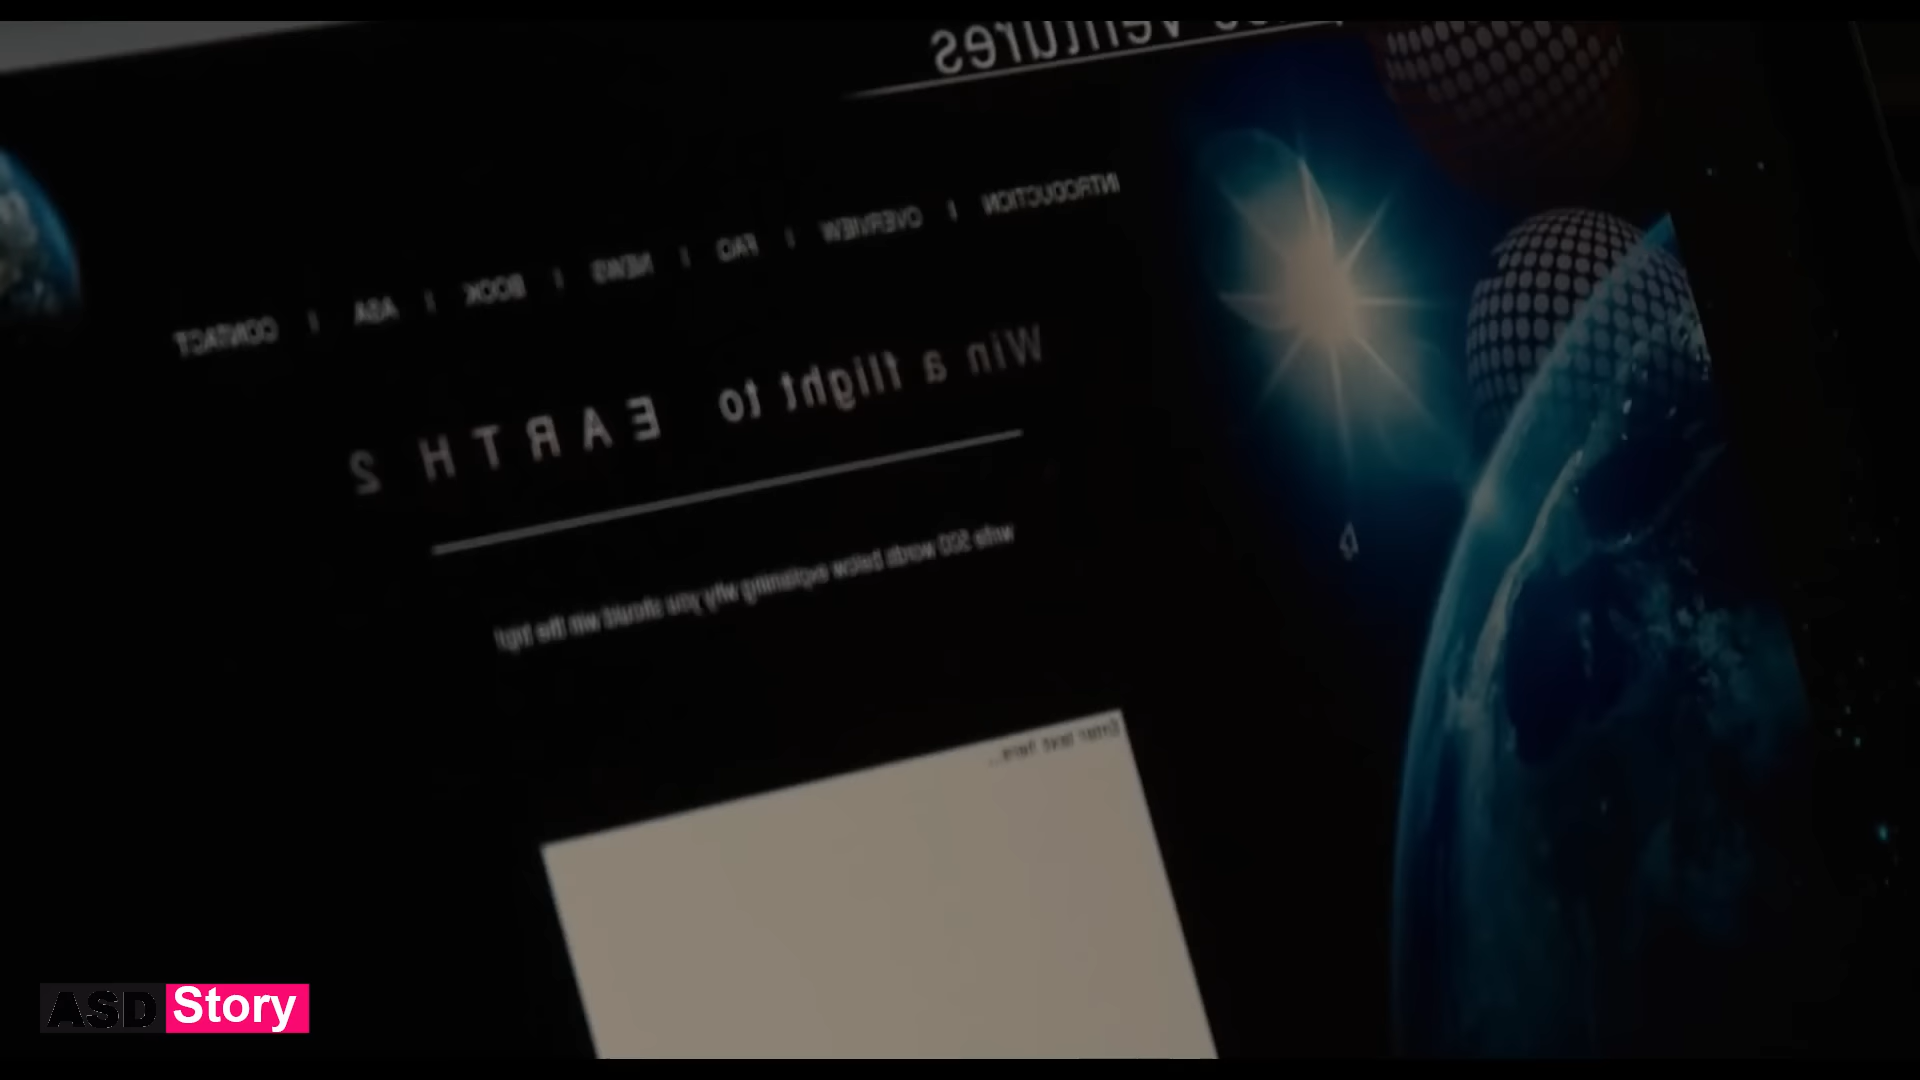 ventures
INTRODUCTION | OVERVIEW | FAQ | NEWS | BOOK | ASA | CONTACT
Win a flight to EARTH 2
write 500 words below explaining why you should win the trip!
Enter text here...
ASD Story